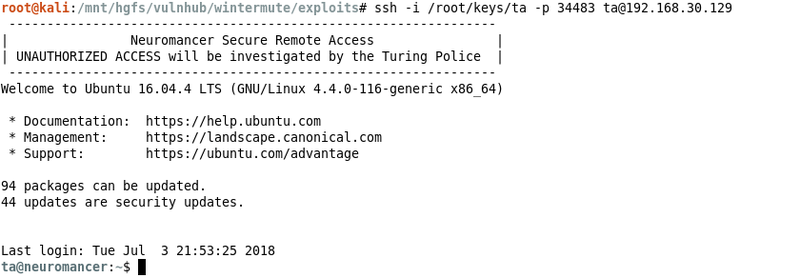 root@kali:/mnt/hgfs/vulnhub/wintermute/exploits# ssh -i /root/keys/ta -p 34483 ta@192.168.30.129
----------------------------------------------------------------
|                Neuromancer Secure Remote Access                |
| UNAUTHORIZED ACCESS will be investigated by the Turing Police  |
----------------------------------------------------------------
Welcome to Ubuntu 16.04.4 LTS (GNU/Linux 4.4.0-116-generic x86_64)

 * Documentation:  https://help.ubuntu.com
 * Management:     https://landscape.canonical.com
 * Support:        https://ubuntu.com/advantage

94 packages can be updated.
44 updates are security updates.


Last login: Tue Jul  3 21:53:25 2018
ta@neuromancer:~$